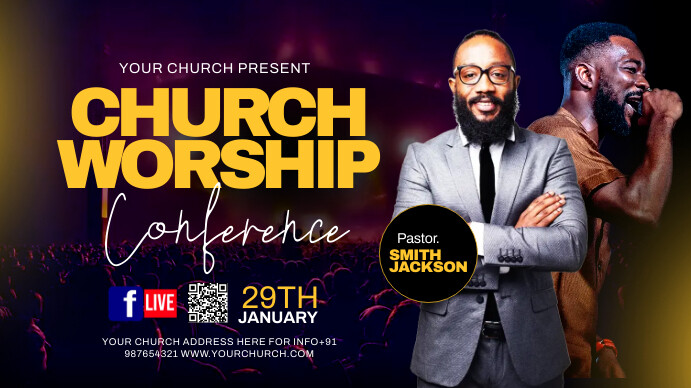 YOUR CHURCH PRESENT
CHURCH
WORSHIP
Conference
Pastor.
SMITH
JACKSON
f LIVE
29TH
JANUARY
YOUR CHURCH ADDRESS HERE FOR INFO+91
987654321 WWW.YOURCHURCH.COM